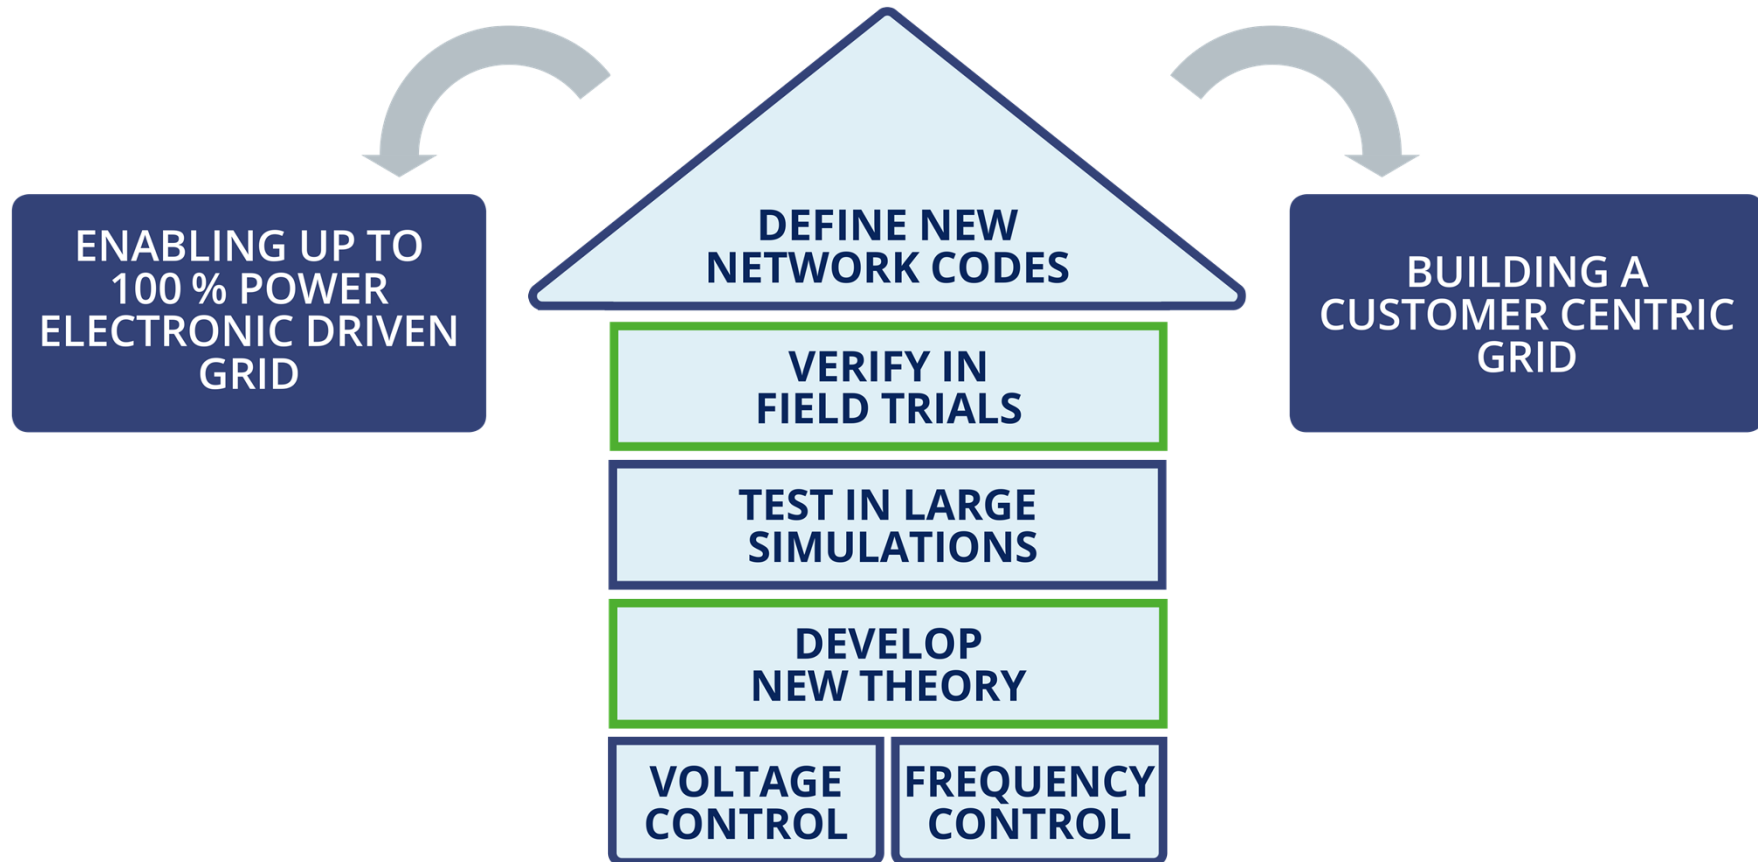 ENABLING UP TO
100 % POWER
ELECTRONIC DRIVEN
GRID
DEFINE NEW
NETWORK CODES
BUILDING A
CUSTOMER CENTRIC
GRID
VERIFY IN
FIELD TRIALS
TEST IN LARGE
SIMULATIONS
DEVELOP
NEW THEORY
VOLTAGE
CONTROL
FREQUENCY
CONTROL